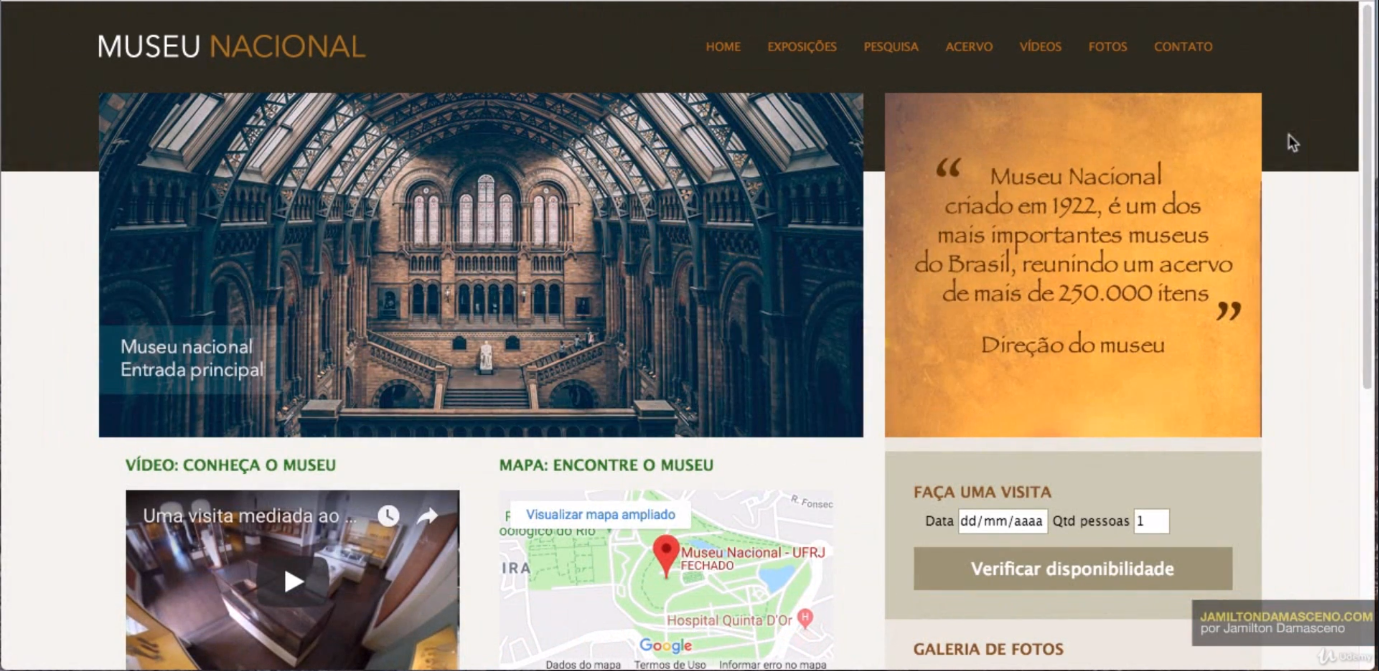 MUSEU NACIONAL
HOME EXPOSIÇÕES PESQUISA ACERVO VÍDEOS FOTOS CONTATO
Museu nacional
Entrada principal
“ Museu Nacional
criado em 1922, é um dos
mais importantes museus
do Brasil, reunindo um acervo
de mais de 250.000 itens ”
Direção do museu
VÍDEO: CONHEÇA O MUSEU
Uma visita mediada ao ...
MAPA: ENCONTRE O MUSEU
R. Fonsec
Visualizar mapa ampliado
oológico do Rio
IRA
Museu Nacional - UFRJ
FECHADO
Hospital Quinta D'Or
H
Google
Dados do mapa Termos de Uso Informar erro no mapa
FAÇA UMA VISITA
Data dd/mm/aaaa Qtd pessoas 1
Verificar disponibilidade
GALERIA DE FOTOS
JAMILTONDAMASCENO.COM
por Jamilton Damasceno
Udemy